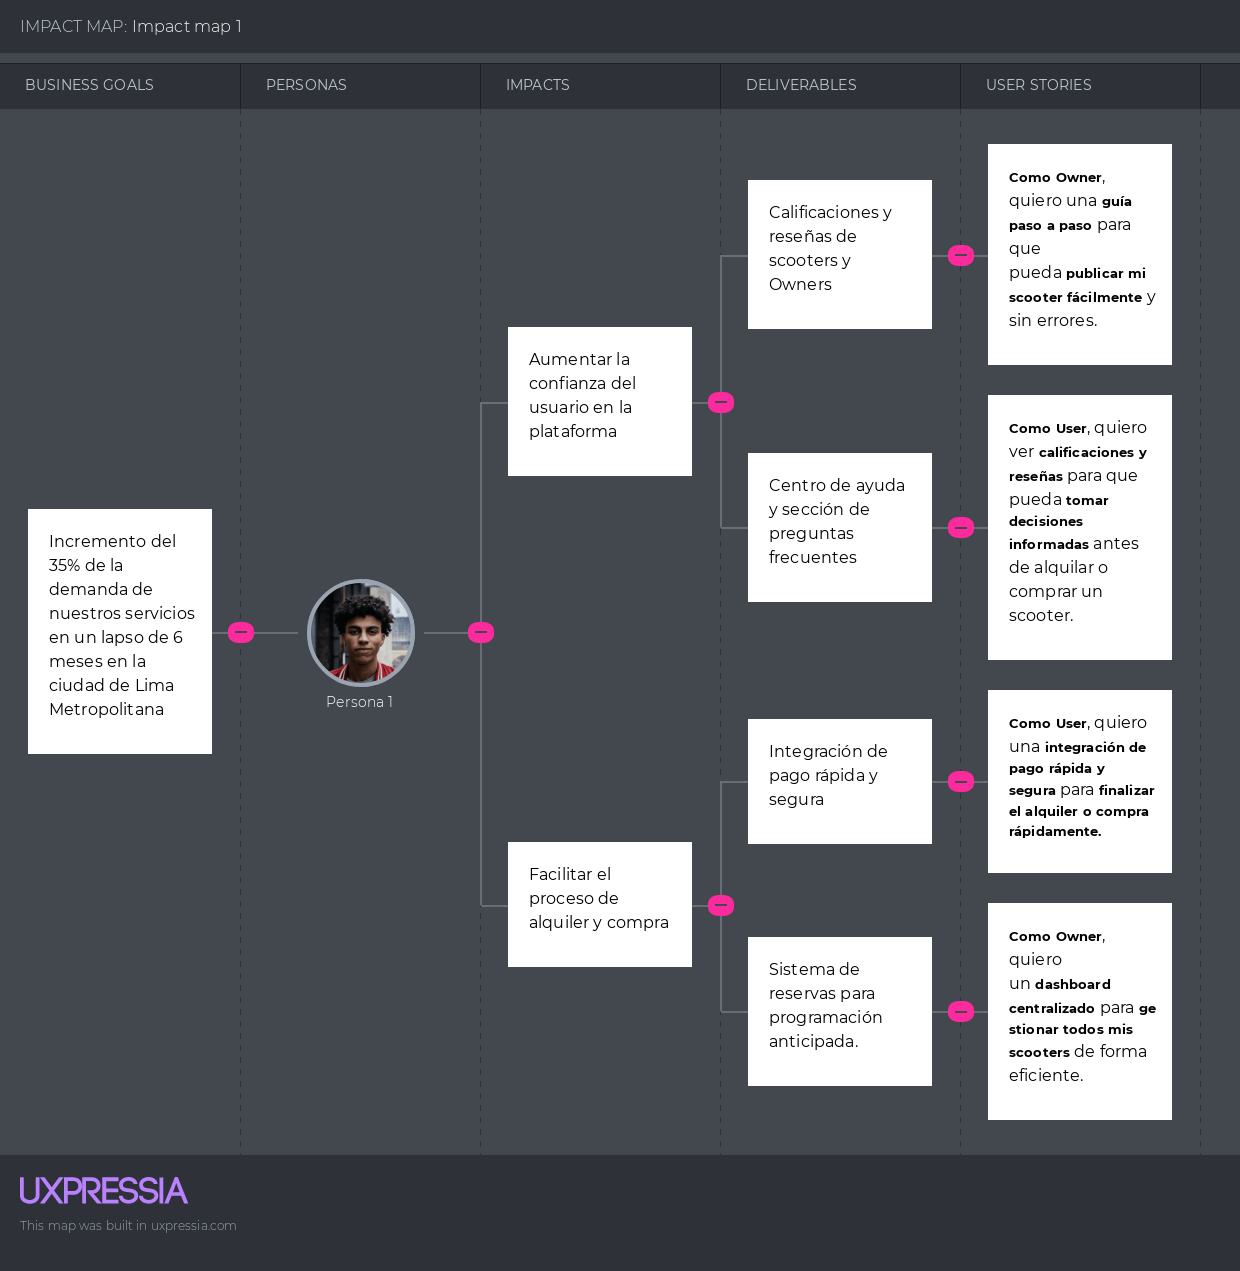 IMPACT MAP: Impact map 1
BUSINESS GOALS
PERSONAS
IMPACTS
DELIVERABLES
USER STORIES
Incremento del
35% de la
demanda de
nuestros servicios
en un lapso de 6
meses en la
ciudad de Lima
Metropolitana
Persona 1
Aumentar la
confianza del
usuario en la
plataforma
Facilitar el
proceso de
alquiler y compra
Calificaciones y
reseñas de
scooters y
Owners
Centro de ayuda
y sección de
preguntas
frecuentes
Integración de
pago rápida y
segura
Sistema de
reservas para
programación
anticipada.
Como Owner,
quiero una guía
paso a paso para
que
pueda publicar mi
scooter fácilmente y
sin errores.
Como User, quiero
ver calificaciones y
reseñas para que
pueda tomar
decisiones
informadas antes
de alquilar o
comprar un
scooter.
Como User, quiero
una integración de
pago rápida y
segura para finalizar
el alquiler o compra
rápidamente.
Como Owner,
quiero
un dashboard
centralizado para ge
stionar todos mis
scooters de forma
eficiente.
UXPRESSIA
This map was built in uxpressia.com